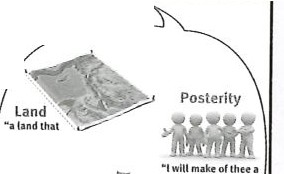 Land
"a land that
Posterity
"I will make of thee a